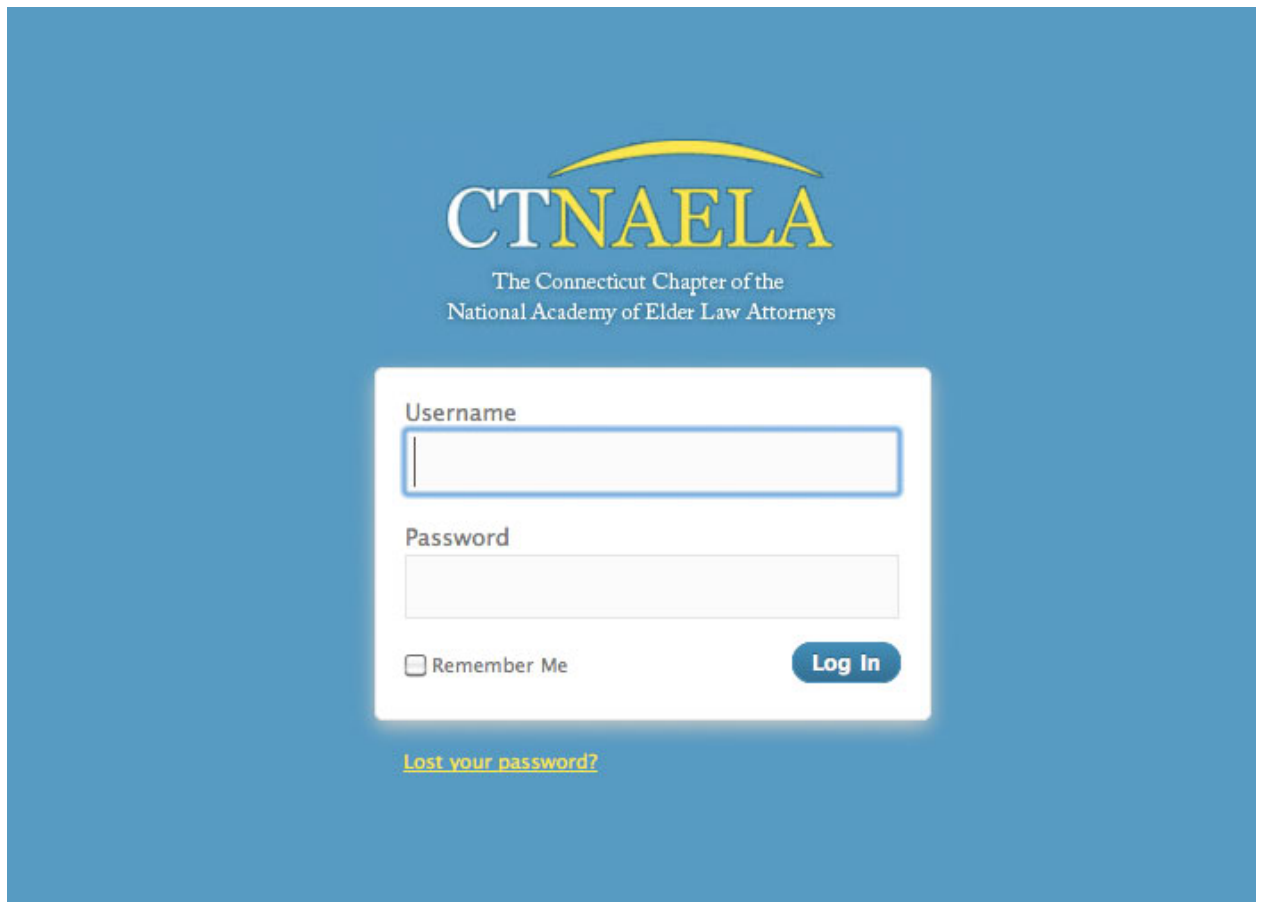 CTNAELA
The Connecticut Chapter of the
National Academy of Elder Law Attorneys
Username
Password
Remember Me
Log In
Lost your password?